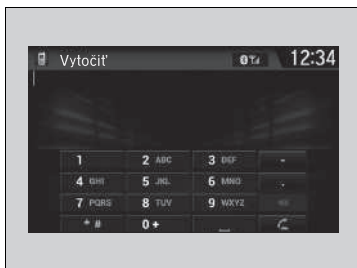 Vytočiť 12:34
1 2 ABC 3 DEF -
4 GHI 5 JKL 6 MNO .
7 PQRS 8 TUV 9 WXYZ
* # 0 + _